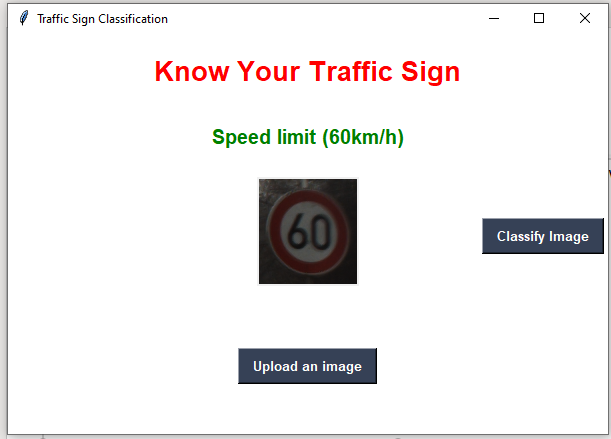 Traffic Sign Classification
Know Your Traffic Sign
Speed limit (60km/h)
60
Classify Image
Upload an image